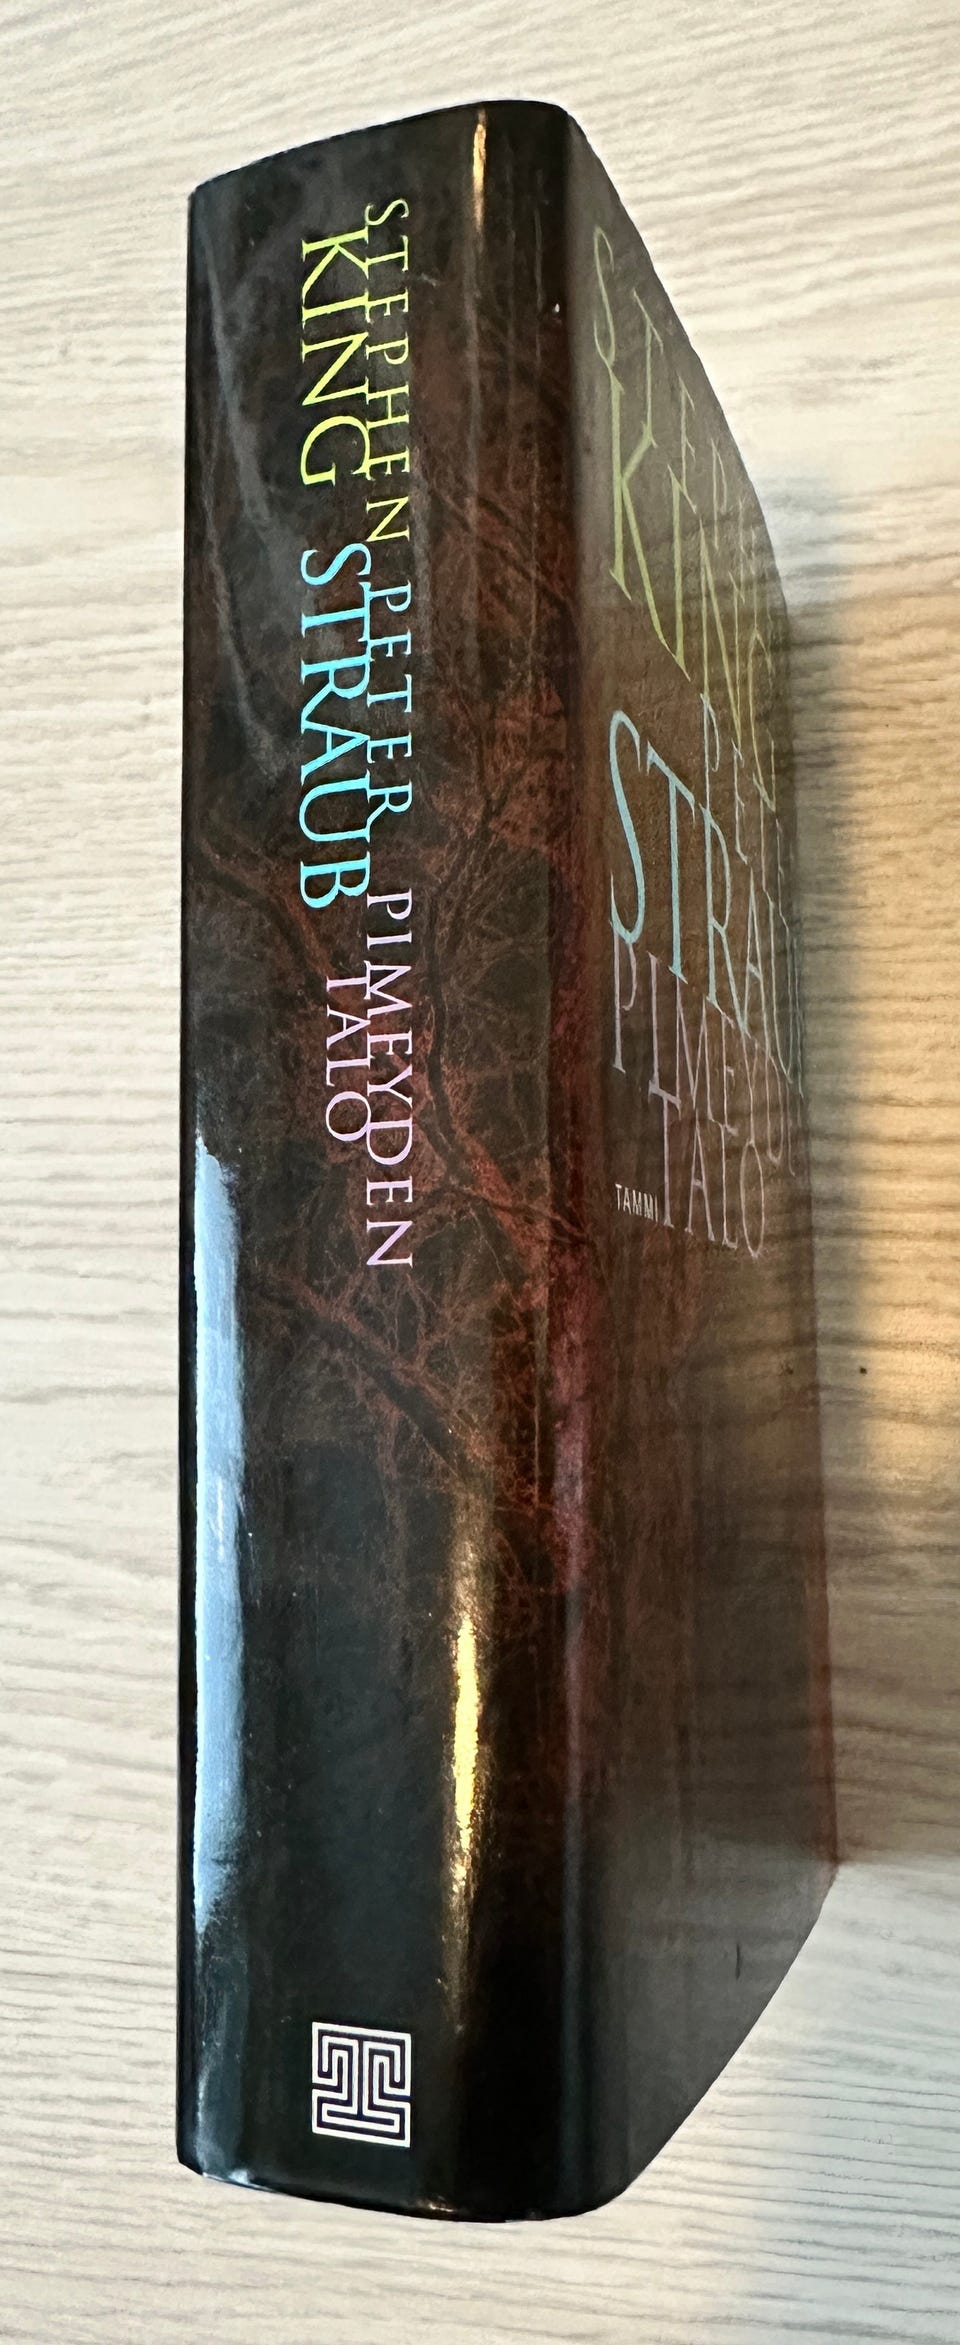 STEPHEN
KING
PETER
STRAUB
PIMEYDEN
TALO
STEPHEN
KING
PETER
STRAUB
PIMEYDEN
TALO
TAMMI